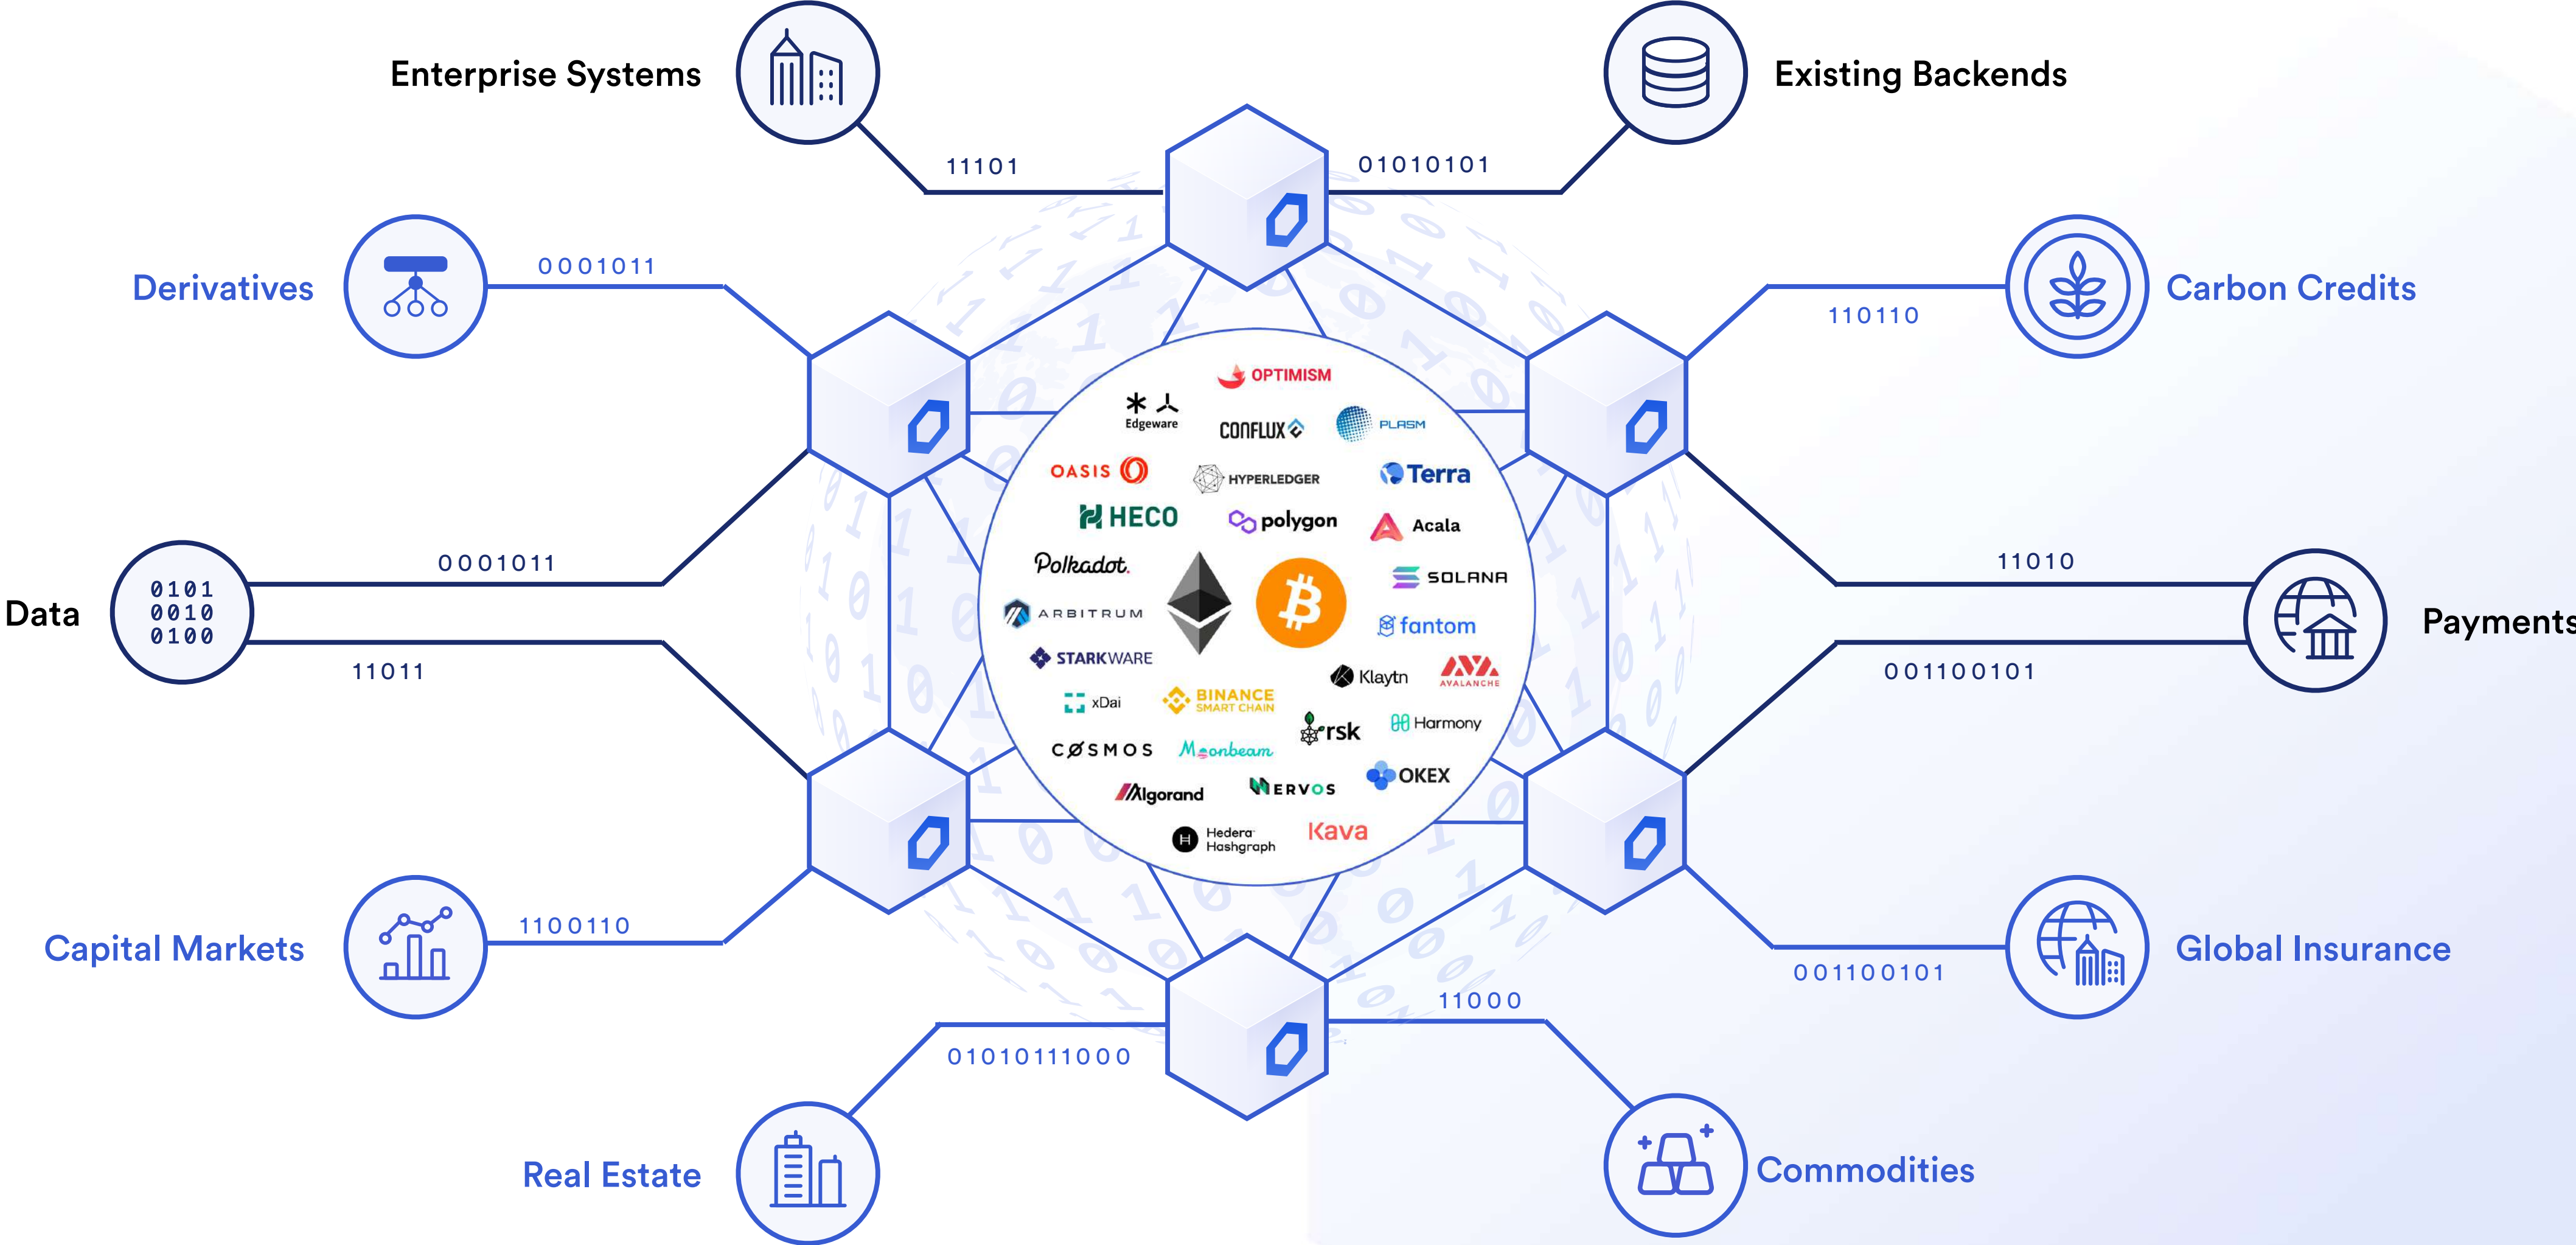 Enterprise Systems
Existing Backends
11101
01010101
Derivatives
0001011
110110
Carbon Credits
OPTIMISM
Edgeware
CONFLUX
PLASM
OASIS
HYPERLEDGER
Terra
HECO
polygon
Acala
Polkadot.
SOLANA
ARBITRUM
fantom
STARKWARE
Klaytn
AVALANCHE
xDai
BINANCE
SMART CHAIN
rsk
Harmony
COSMOS
Moonbeam
OKEX
Algorand
NERVOS
Hedera
Hashgraph
Kava
Data
0101
0010
0100
0001011
11011
11010
001100101
Payments
Capital Markets
1100110
001100101
Global Insurance
01010111000
11000
Real Estate
Commodities